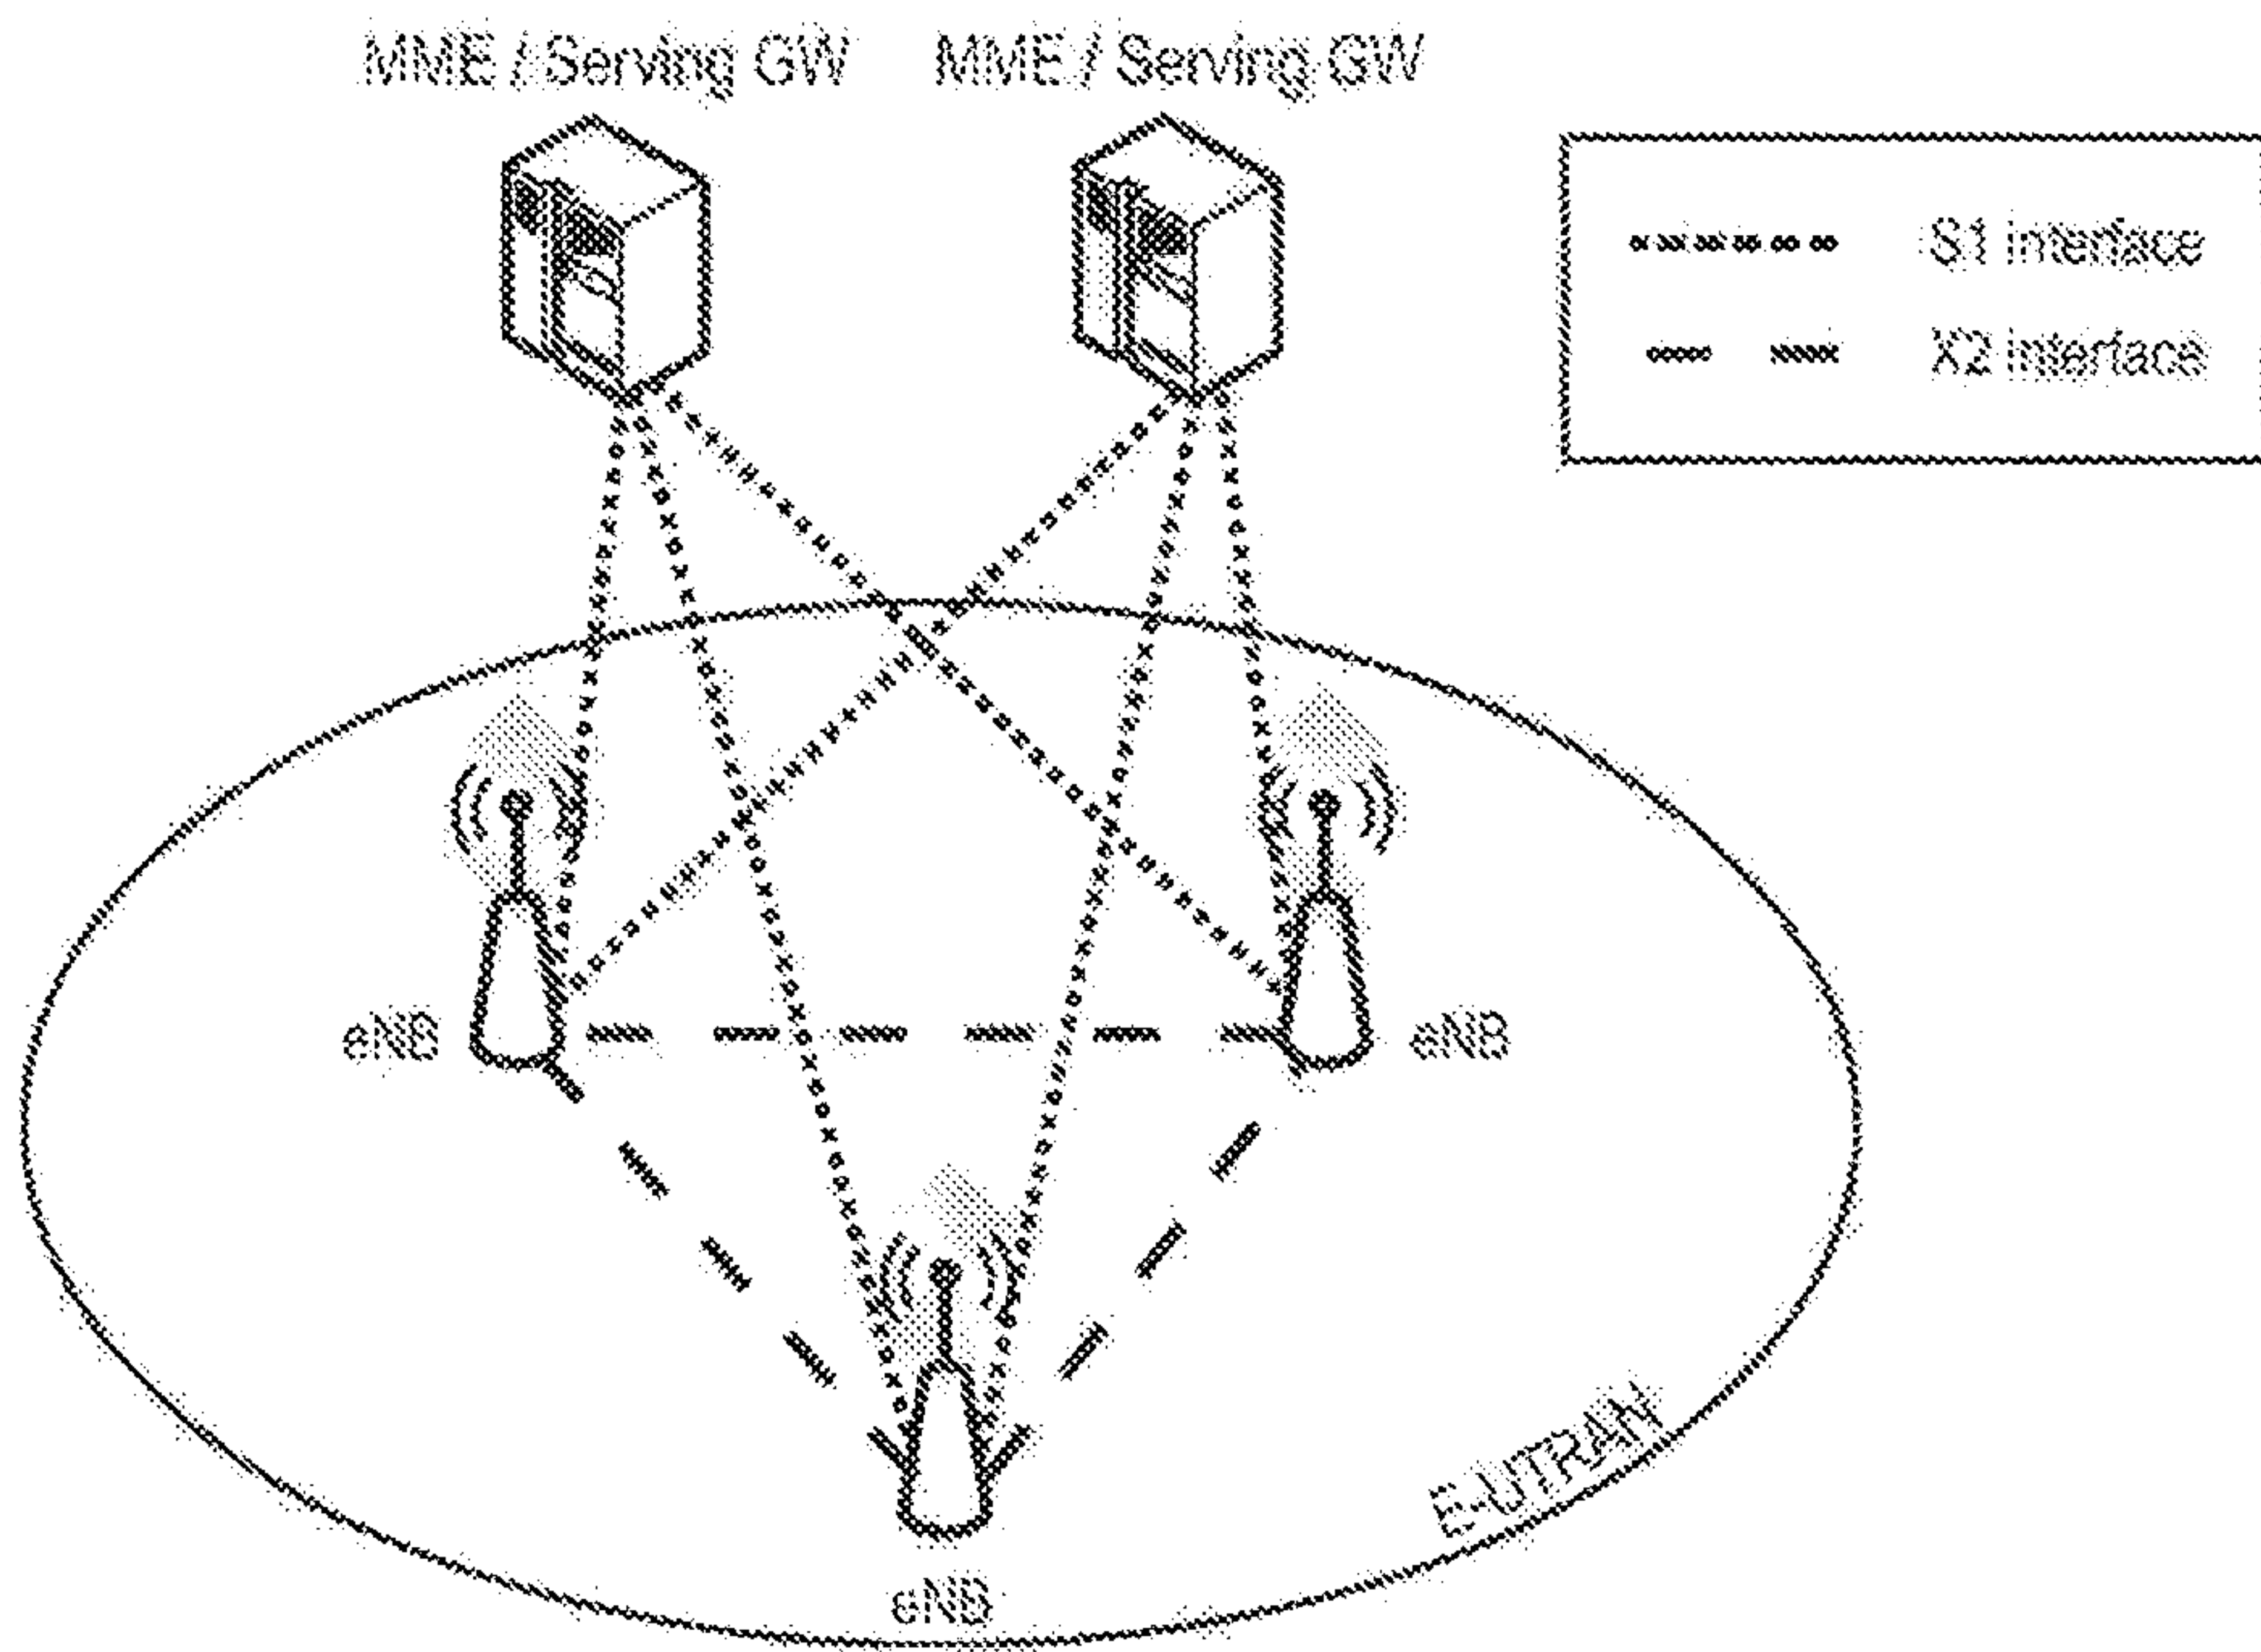 MME / Serving GW
MME / Serving GW
S1 interface
X2 interface
eNB
eNB
E-UTRAN
eNB